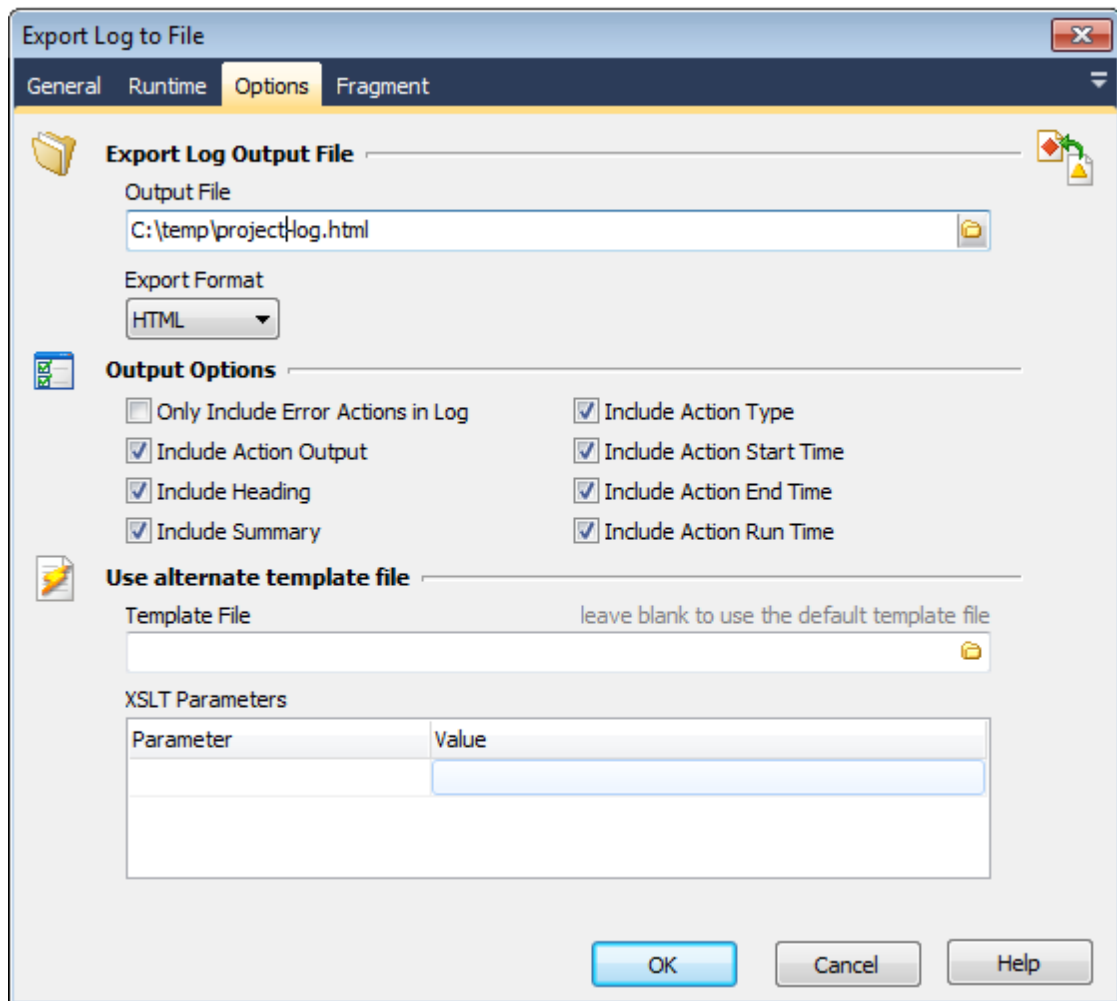 Export Log to File
General Runtime Options Fragment
Export Log Output File
Output File
C:\temp\project-log.html
Export Format
HTML
Output Options
Only Include Error Actions in Log Include Action Type
Include Action Output Include Action Start Time
Include Heading Include Action End Time
Include Summary Include Action Run Time
Use alternate template file
Template File leave blank to use the default template file
XSLT Parameters
Parameter Value
OK Cancel Help